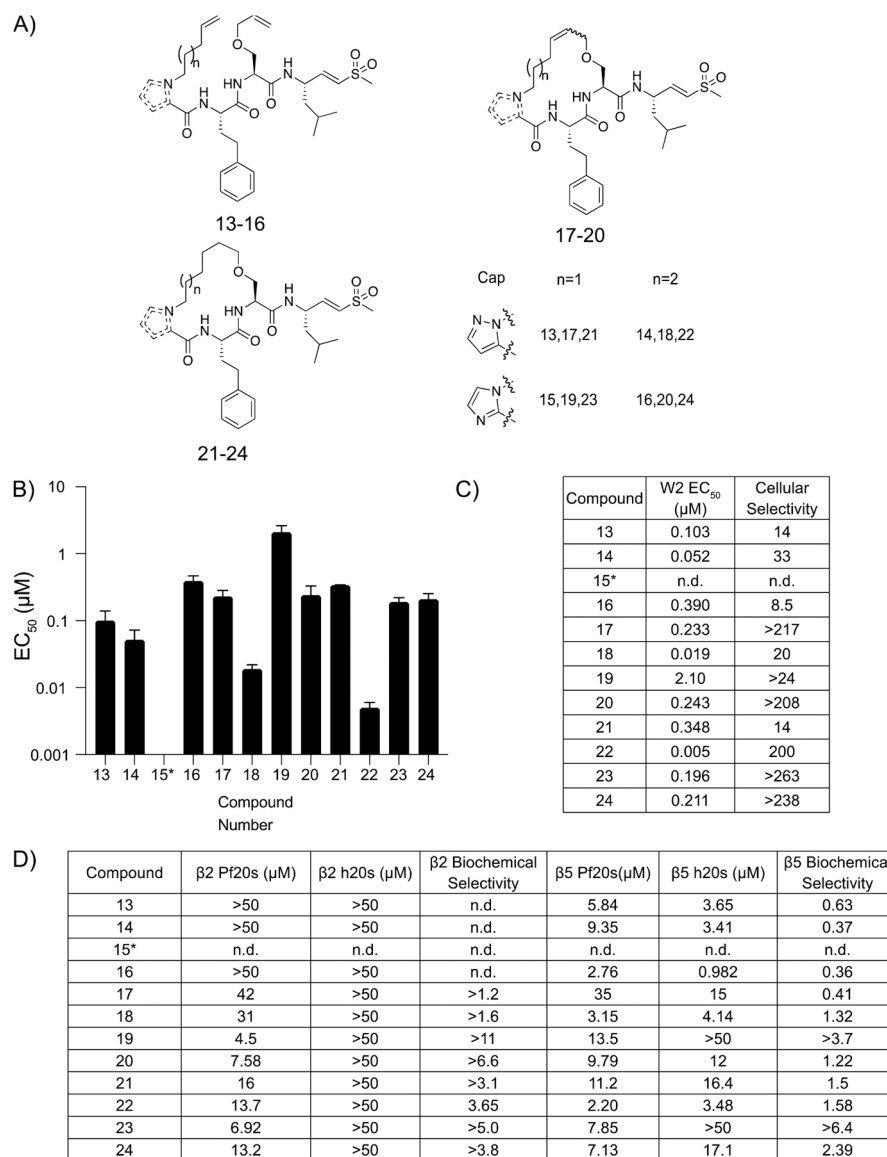 A)
n
O
O
O
S
N
N
H
N
H
N
O
O
O
13-16
n
O
O
O
S
N
N
H
N
H
N
O
O
O
17-20
n
O
O
O
S
N
N
H
N
H
N
O
O
O
21-24
Cap n=1 n=2
N N 13,17,21 14,18,22
N N 15,19,23 16,20,24
B)
EC50 (μM)
10
1
0.1
0.01
0.001
13 14 15* 16 17 18 19 20 21 22 23 24
Compound
Number
C)
Compound W2 EC50 (μM) Cellular Selectivity
13 0.103 14
14 0.052 33
15* n.d. n.d.
16 0.390 8.5
17 0.233 >217
18 0.019 20
19 2.10 >24
20 0.243 >208
21 0.348 14
22 0.005 200
23 0.196 >263
24 0.211 >238
D)
Compound β2 Pf20s (μM) β2 h20s (μM) β2 Biochemical Selectivity β5 Pf20s(μM) β5 h20s (μM) β5 Biochemical Selectivity
13 >50 >50 n.d. 5.84 3.65 0.63
14 >50 >50 n.d. 9.35 3.41 0.37
15* n.d. n.d. n.d. n.d. n.d. n.d.
16 >50 >50 n.d. 2.76 0.982 0.36
17 42 >50 >1.2 35 15 0.41
18 31 >50 >1.6 3.15 4.14 1.32
19 4.5 >50 >11 13.5 >50 >3.7
20 7.58 >50 >6.6 9.79 12 1.22
21 16 >50 >3.1 11.2 16.4 1.5
22 13.7 >50 3.65 2.20 3.48 1.58
23 6.92 >50 >5.0 7.85 >50 >6.4
24 13.2 >50 >3.8 7.13 17.1 2.39